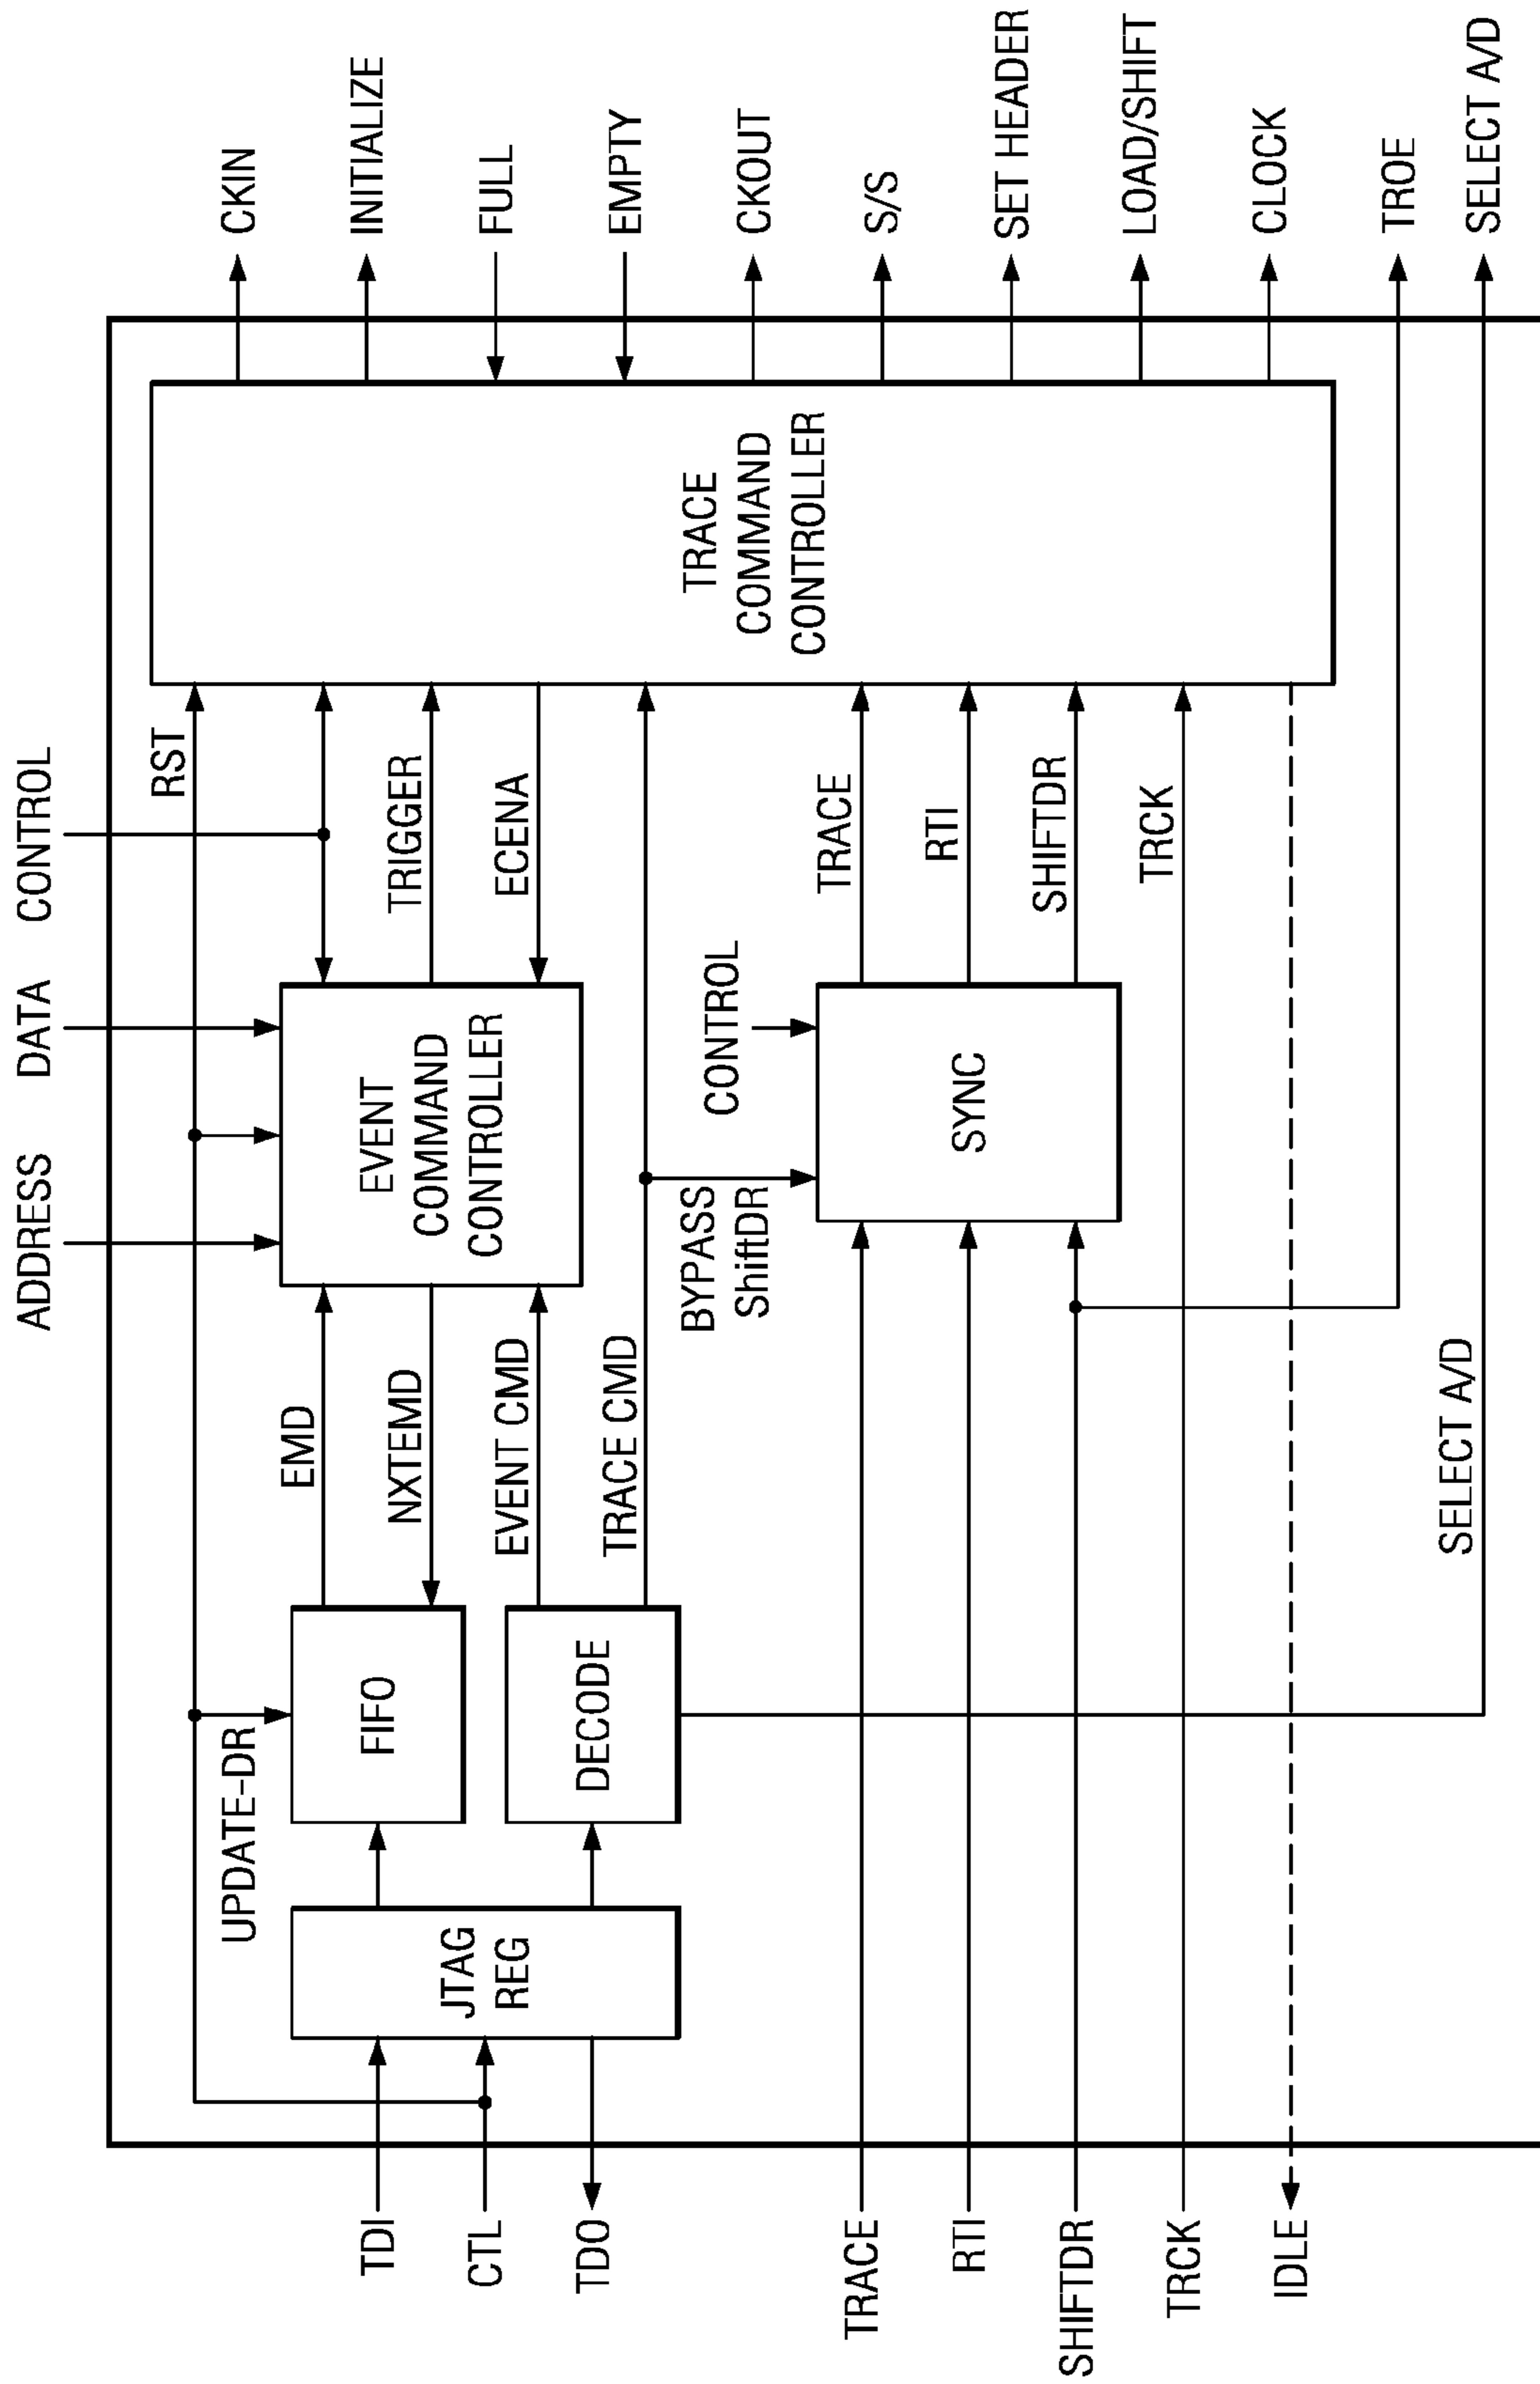 ADDRESS
DATA
CONTROL
RST
UPDATE-DR
TDI
CTL
TDO
JTAG
REG
FIFO
DECODE
EMD
NXTEMD
EVENT CMD
TRACE CMD
EVENT
COMMAND
CONTROLLER
TRIGGER
ECENA
TRACE
COMMAND
CONTROLLER
CKIN
INITIALIZE
FULL
EMPTY
CKOUT
S/S
SET HEADER
LOAD/SHIFT
CLOCK
TROE
SELECT A/D
BYPASS
ShiftDR
CONTROL
SYNC
TRACE
RTI
SHIFTDR
TRCK
TRACE
RTI
SHIFTDR
TRCK
IDLE
SELECT A/D